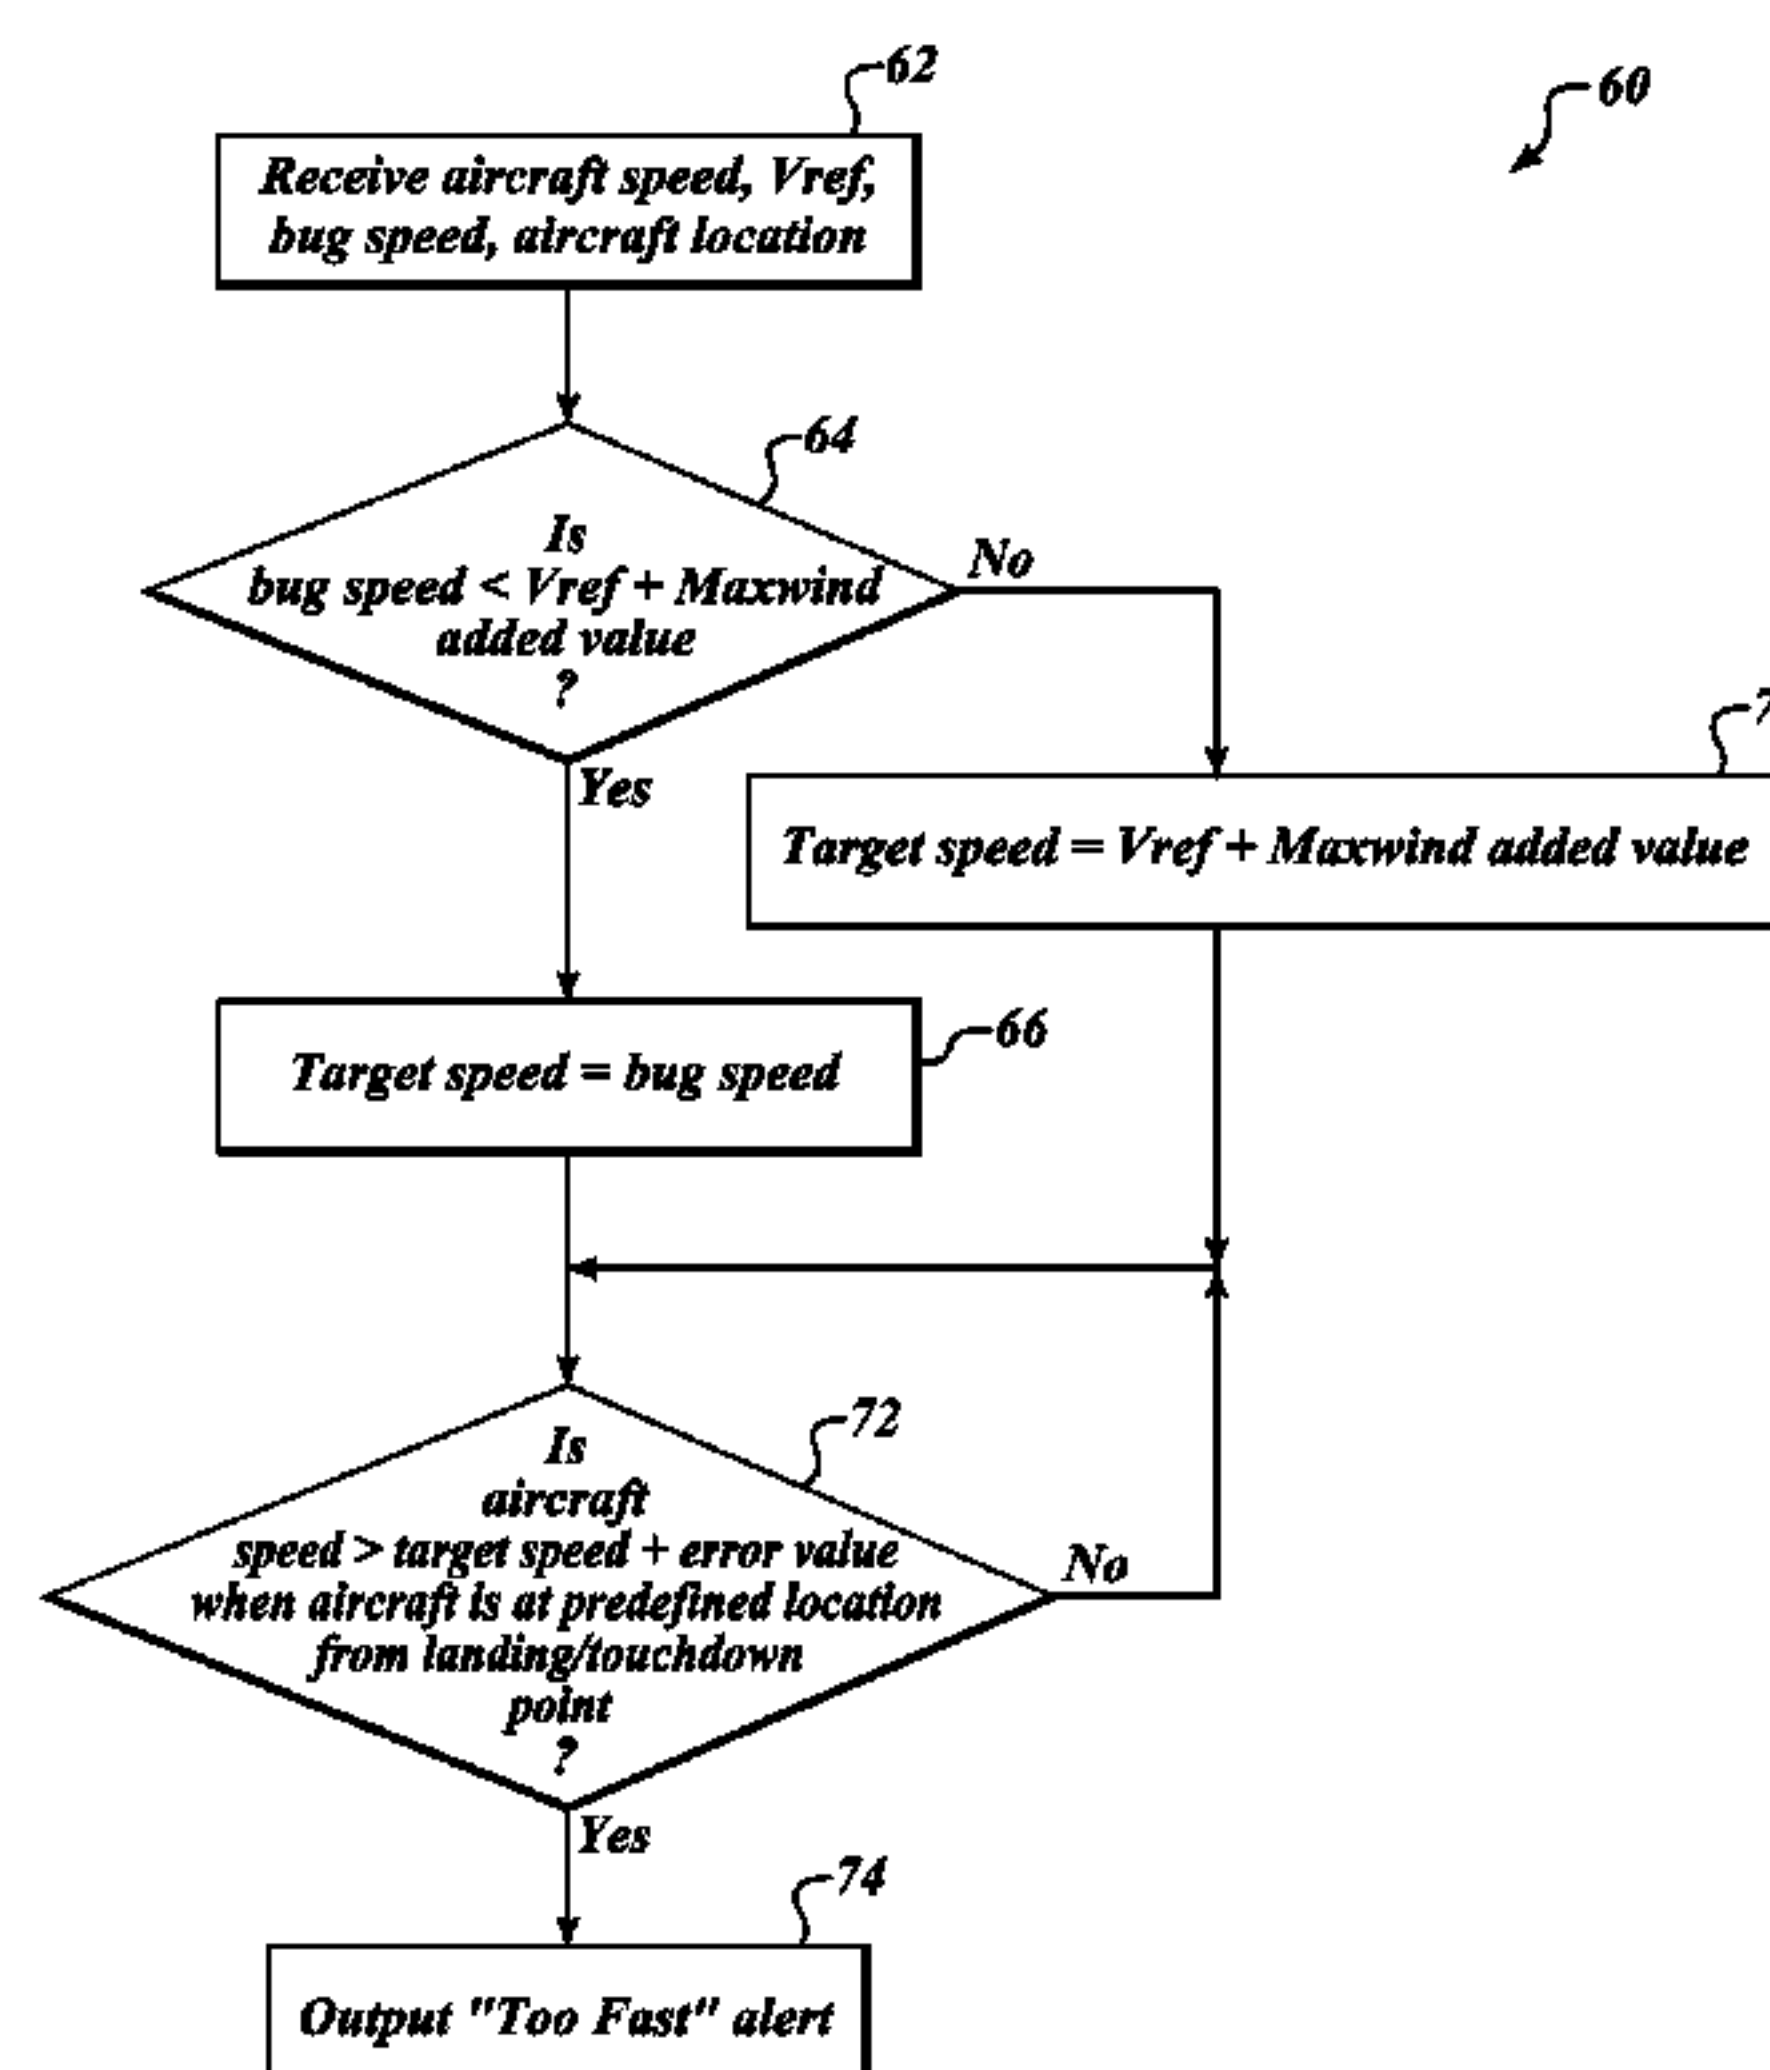 62
60
Receive aircraft speed, Vref,
bug speed, aircraft location
64
Is
bug speed < Vref + Maxwind
added value
?
No
Yes
Target speed = Vref + Maxwind added value
Target speed = bug speed
66
72
Is
aircraft
speed > target speed + error value
when aircraft is at predefined location
from landing/touchdown
point
?
No
Yes
74
Output "Too Fast" alert